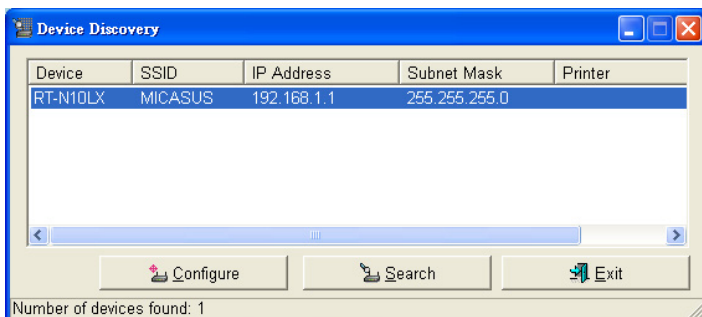 Device Discovery
Device SSID IP Address Subnet Mask Printer
RT-N10LX MICASUS 192.168.1.1 255.255.255.0
Configure Search Exit
Number of devices found: 1